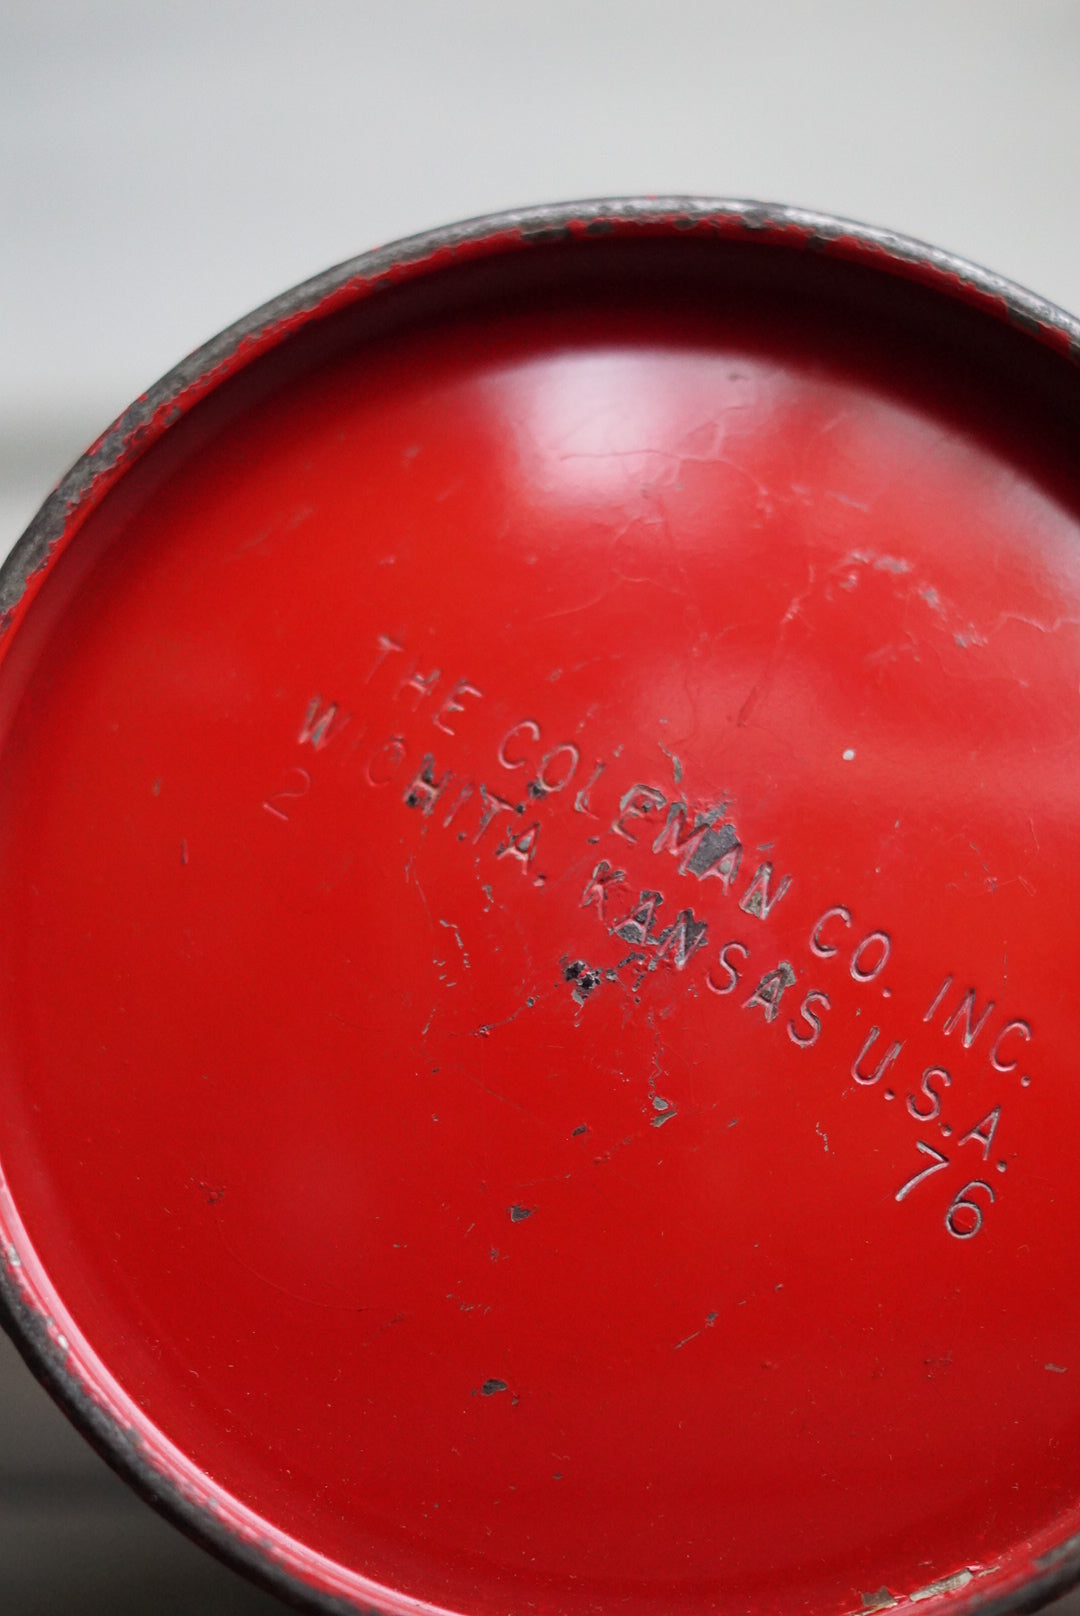 THE COLEMAN CO. INC.
WICHITA, KANSAS U.S.A.
2 76